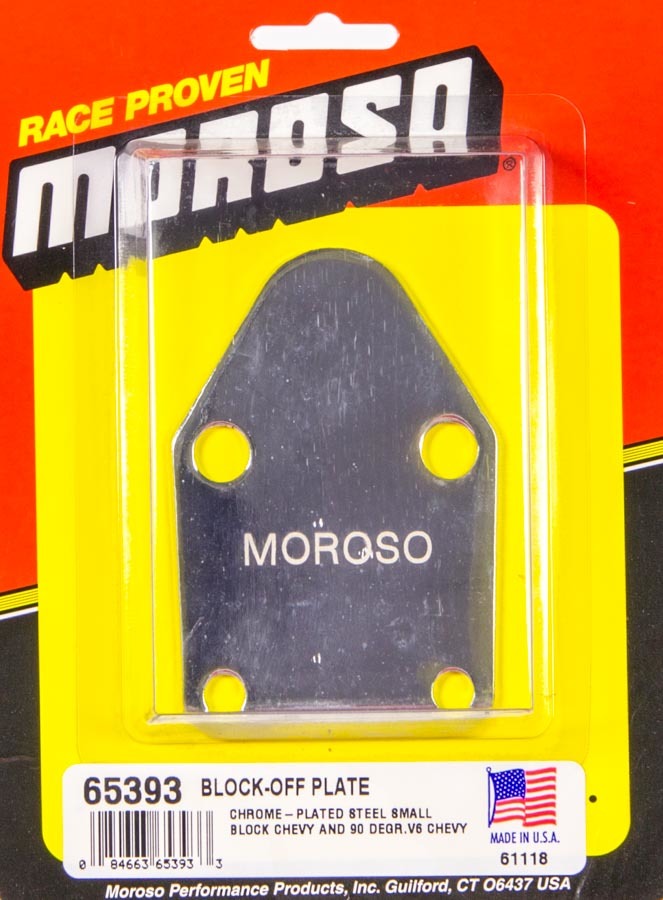 RACE PROVEN
MOROSO®
MOROSO
65393 BLOCK-OFF PLATE
CHROME-PLATED STEEL SMALL
BLOCK CHEVY AND 90 DEGR.V6 CHEVY
0 84663 65393 3
MADE IN U.S.A.
61118
Moroso Performance Products, Inc. Guilford, CT 06437 USA